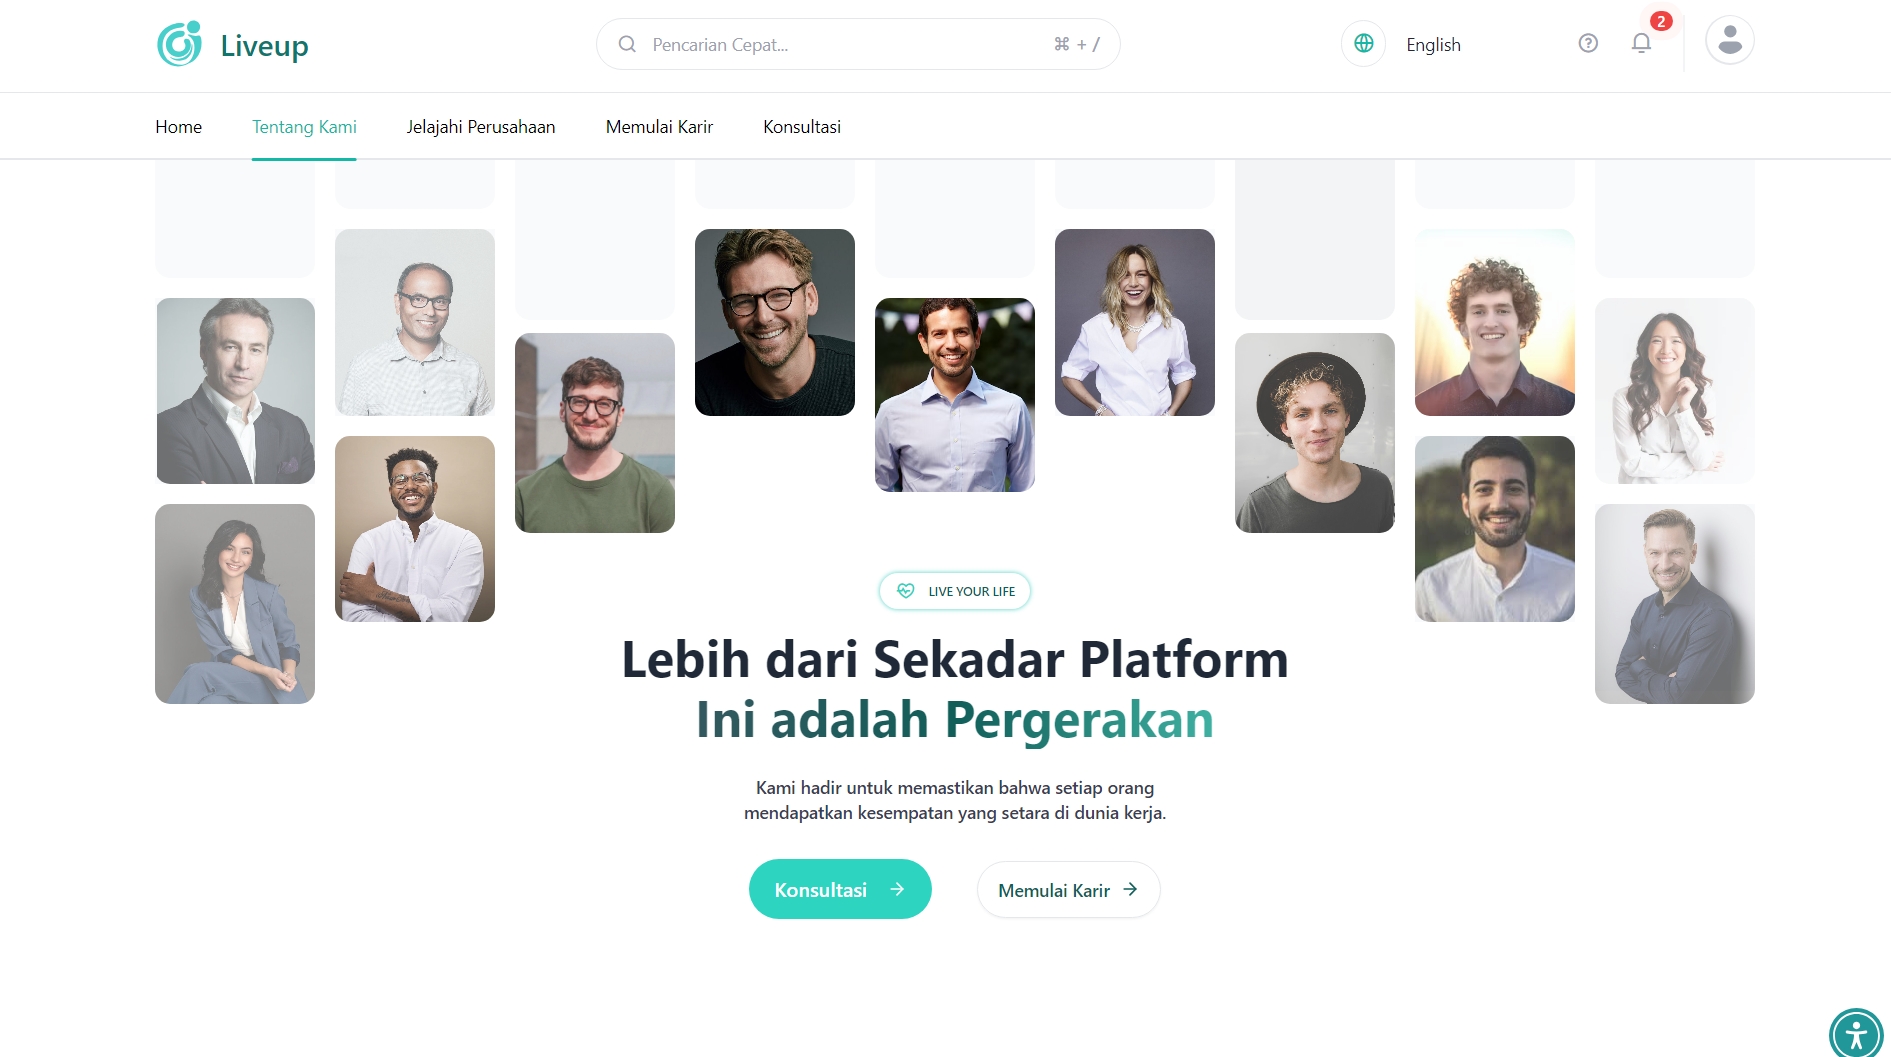 Liveup
Pencarian Cepat...
⌘ + /
English
2
Home
Tentang Kami
Jelajahi Perusahaan
Memulai Karir
Konsultasi
LIVE YOUR LIFE
Lebih dari Sekadar Platform
Ini adalah Pergerakan
Kami hadir untuk memastikan bahwa setiap orang
mendapatkan kesempatan yang setara di dunia kerja.
Konsultasi
Memulai Karir